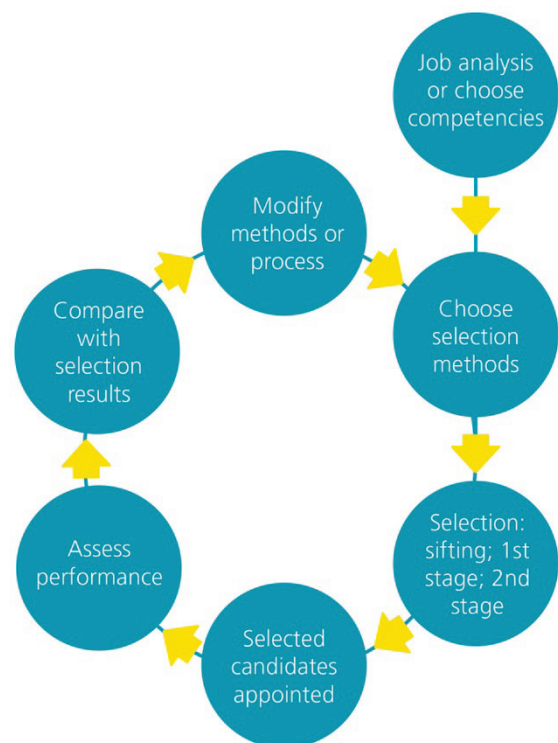 Job analysis
or choose
competencies
Choose
selection
methods
Selection:
sifting; 1st
stage; 2nd
stage
Selected
candidates
appointed
Assess
performance
Compare
with
selection
results
Modify
methods or
process